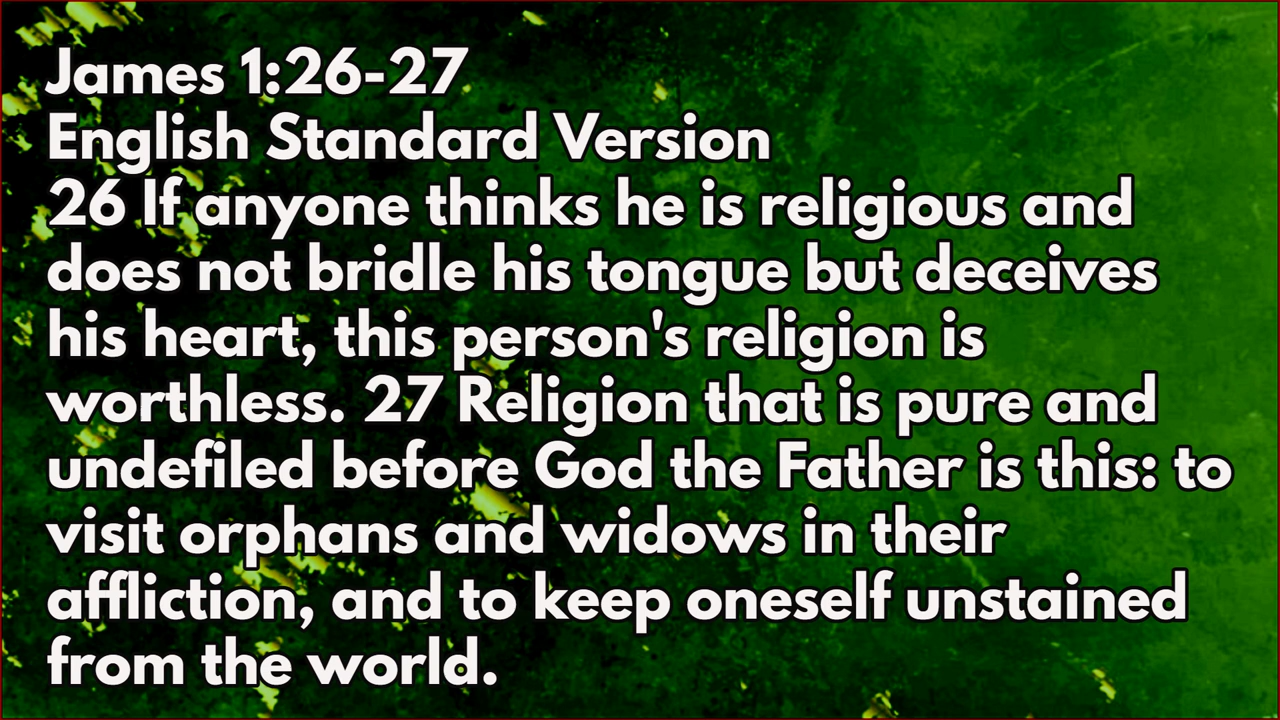 James 1:26-27
English Standard Version
26 If anyone thinks he is religious and
does not bridle his tongue but deceives
his heart, this person's religion is
worthless. 27 Religion that is pure and
undefiled before God the Father is this: to
visit orphans and widows in their
affliction, and to keep oneself unstained
from the world.